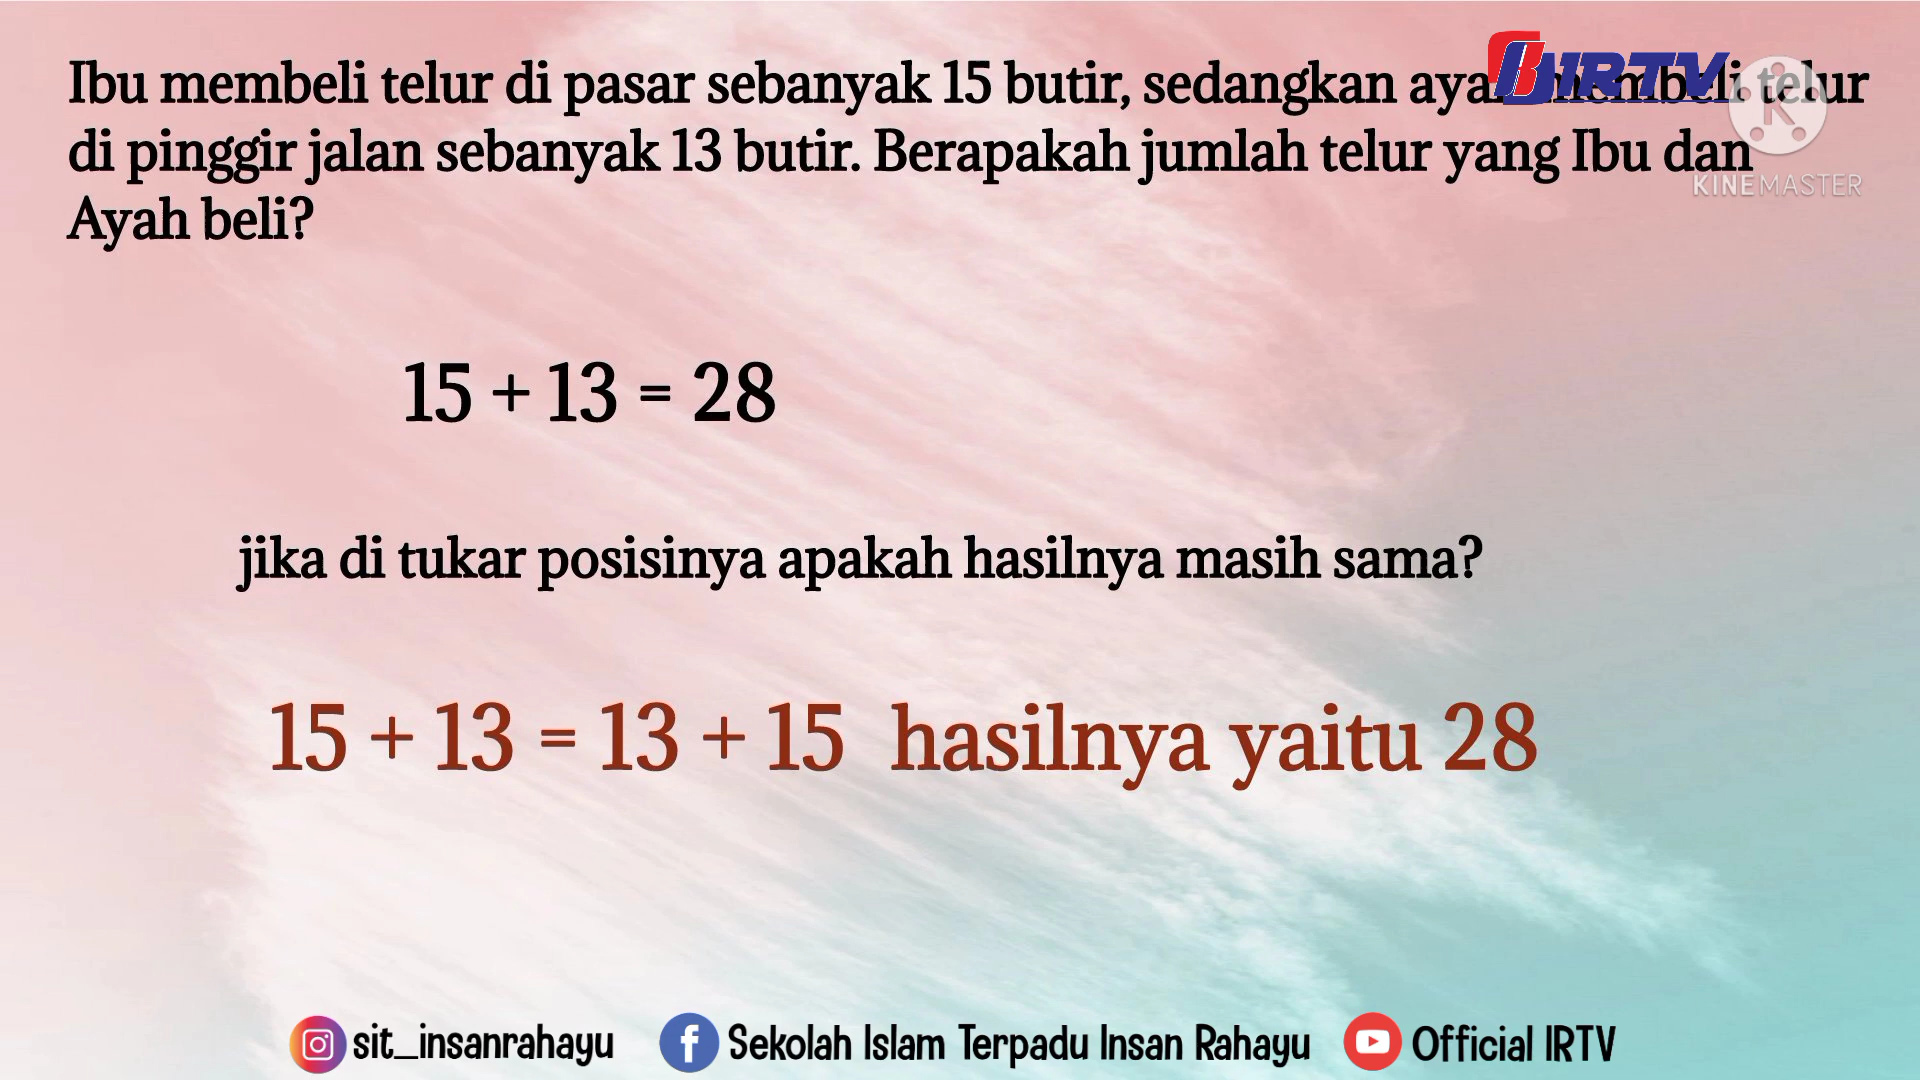 Ibu membeli telur di pasar sebanyak 15 butir, sedangkan ayah membeli telur
di pinggir jalan sebanyak 13 butir. Berapakah jumlah telur yang Ibu dan
Ayah beli?
IRTV
KINEMASTER
15 + 13 = 28
jika di tukar posisinya apakah hasilnya masih sama?
15 + 13 = 13 + 15 hasilnya yaitu 28
sit_insanrahayu
Sekolah Islam Terpadu Insan Rahayu
Official IRTV